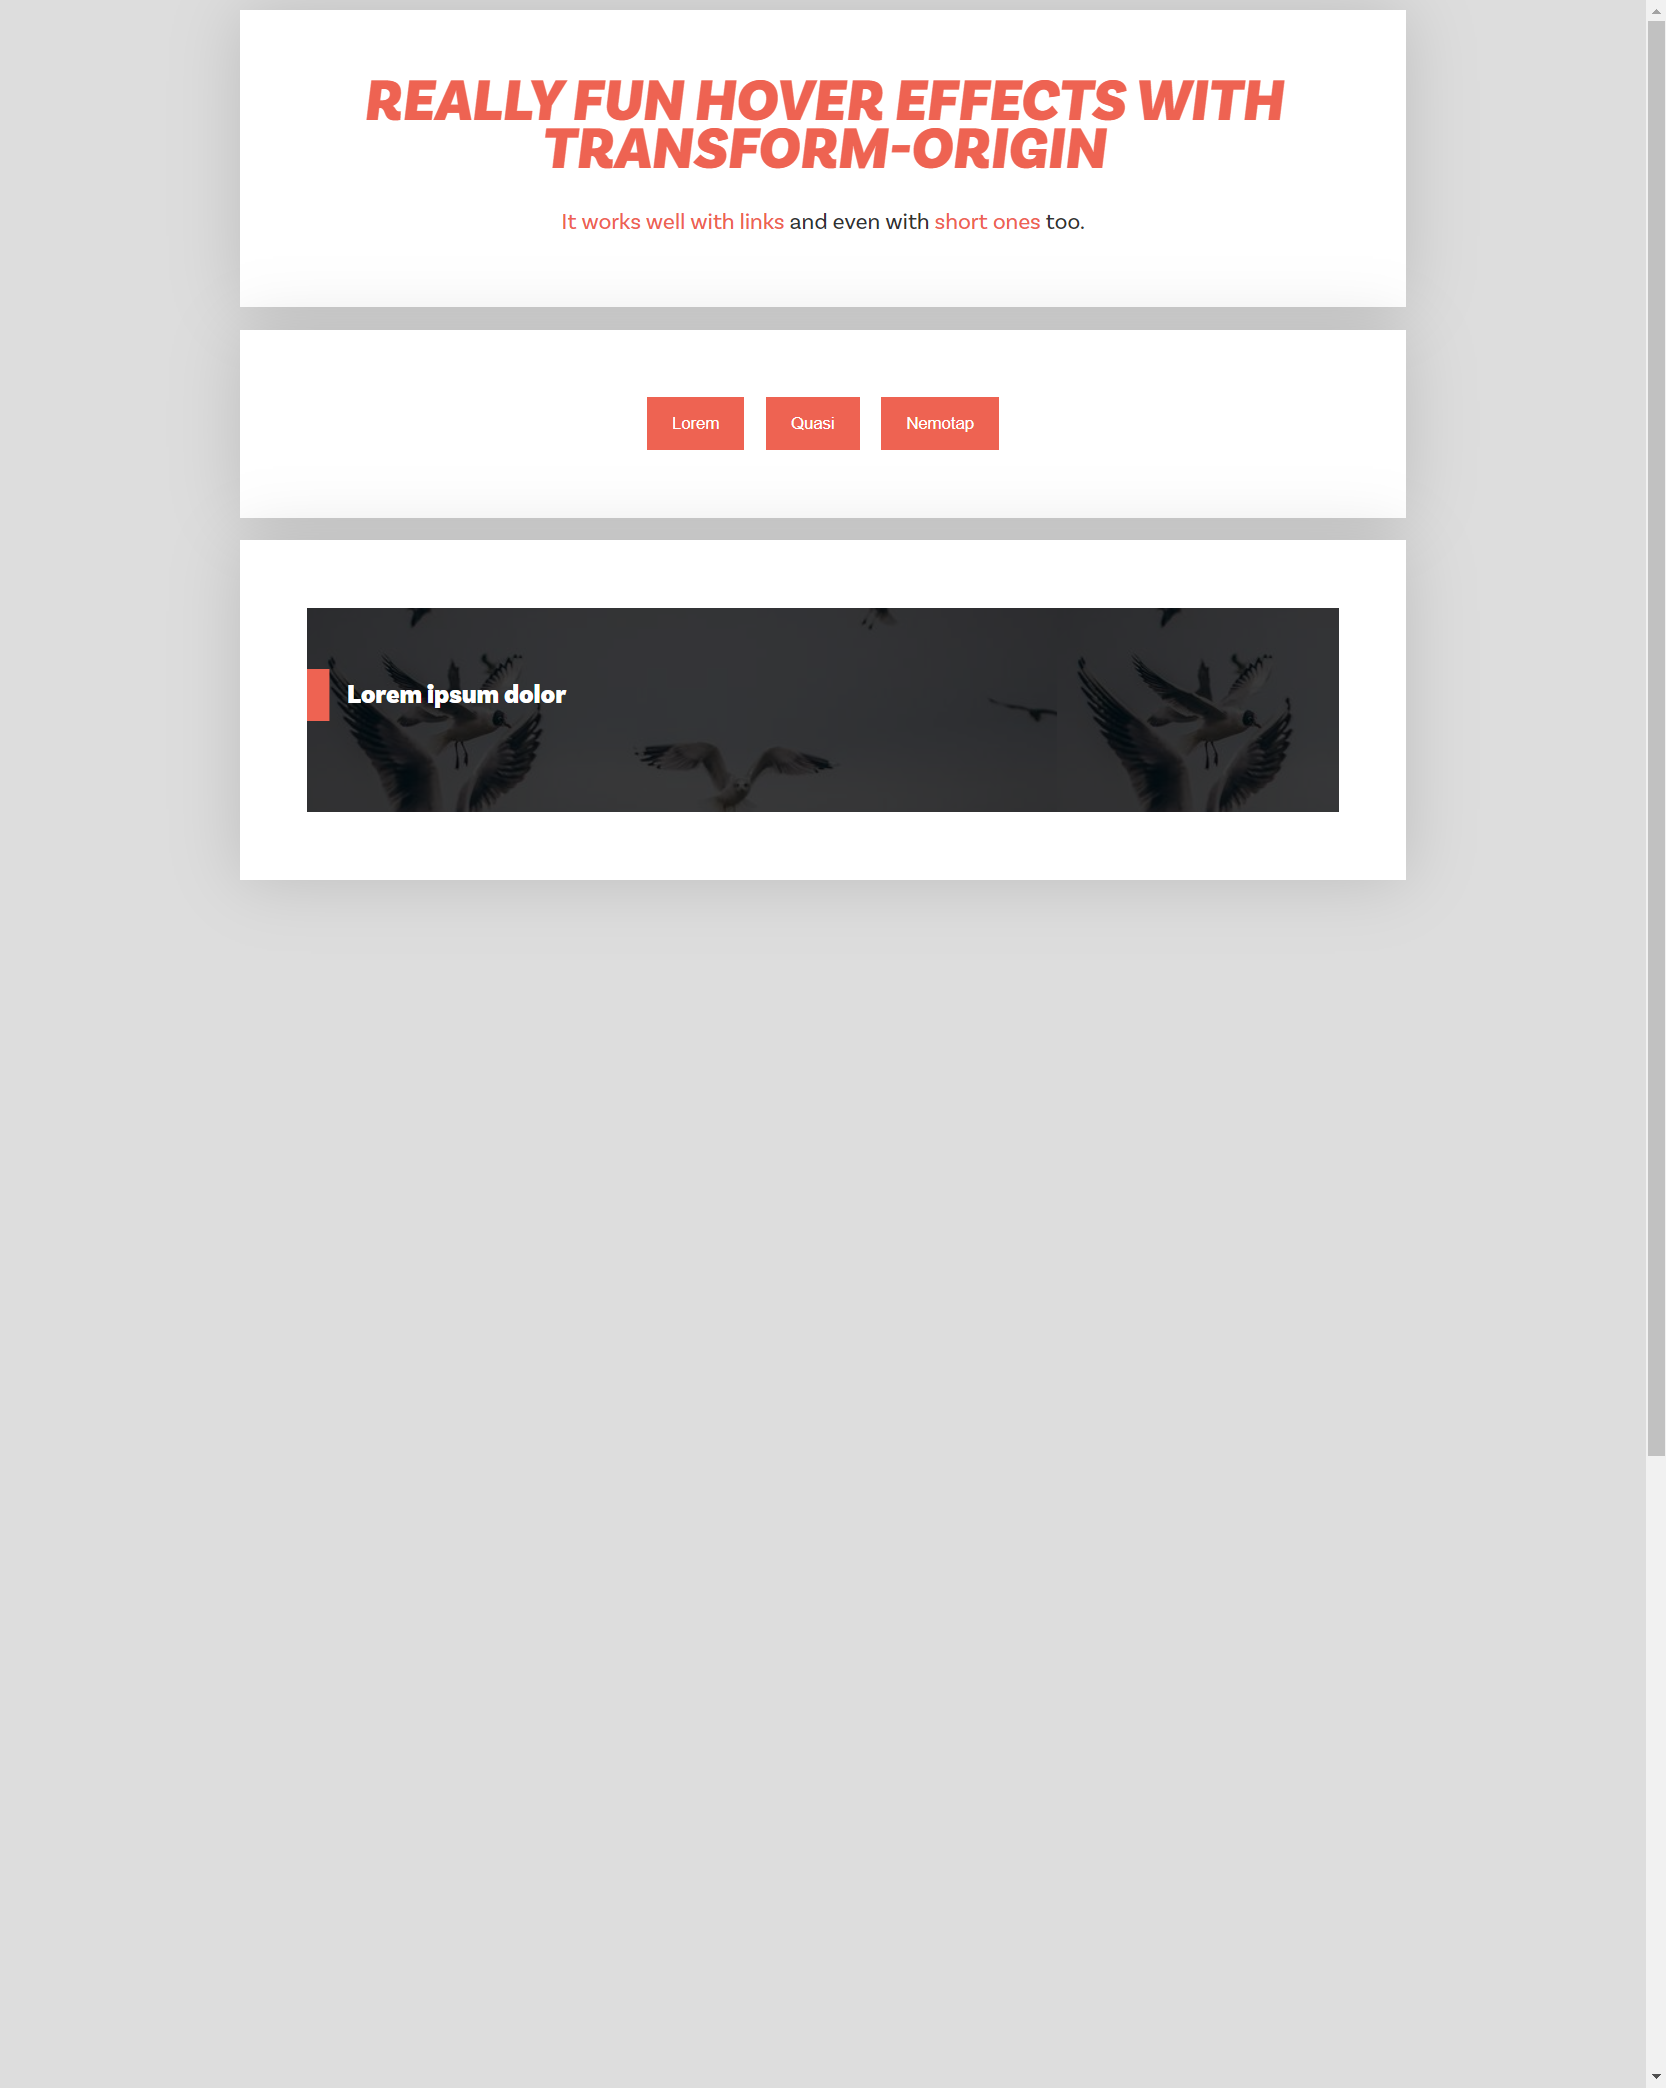 REALLY FUN HOVER EFFECTS WITH
TRANSFORM-ORIGIN
It works well with links and even with short ones too.
Lorem
Quasi
Nemotap
Lorem ipsum dolor